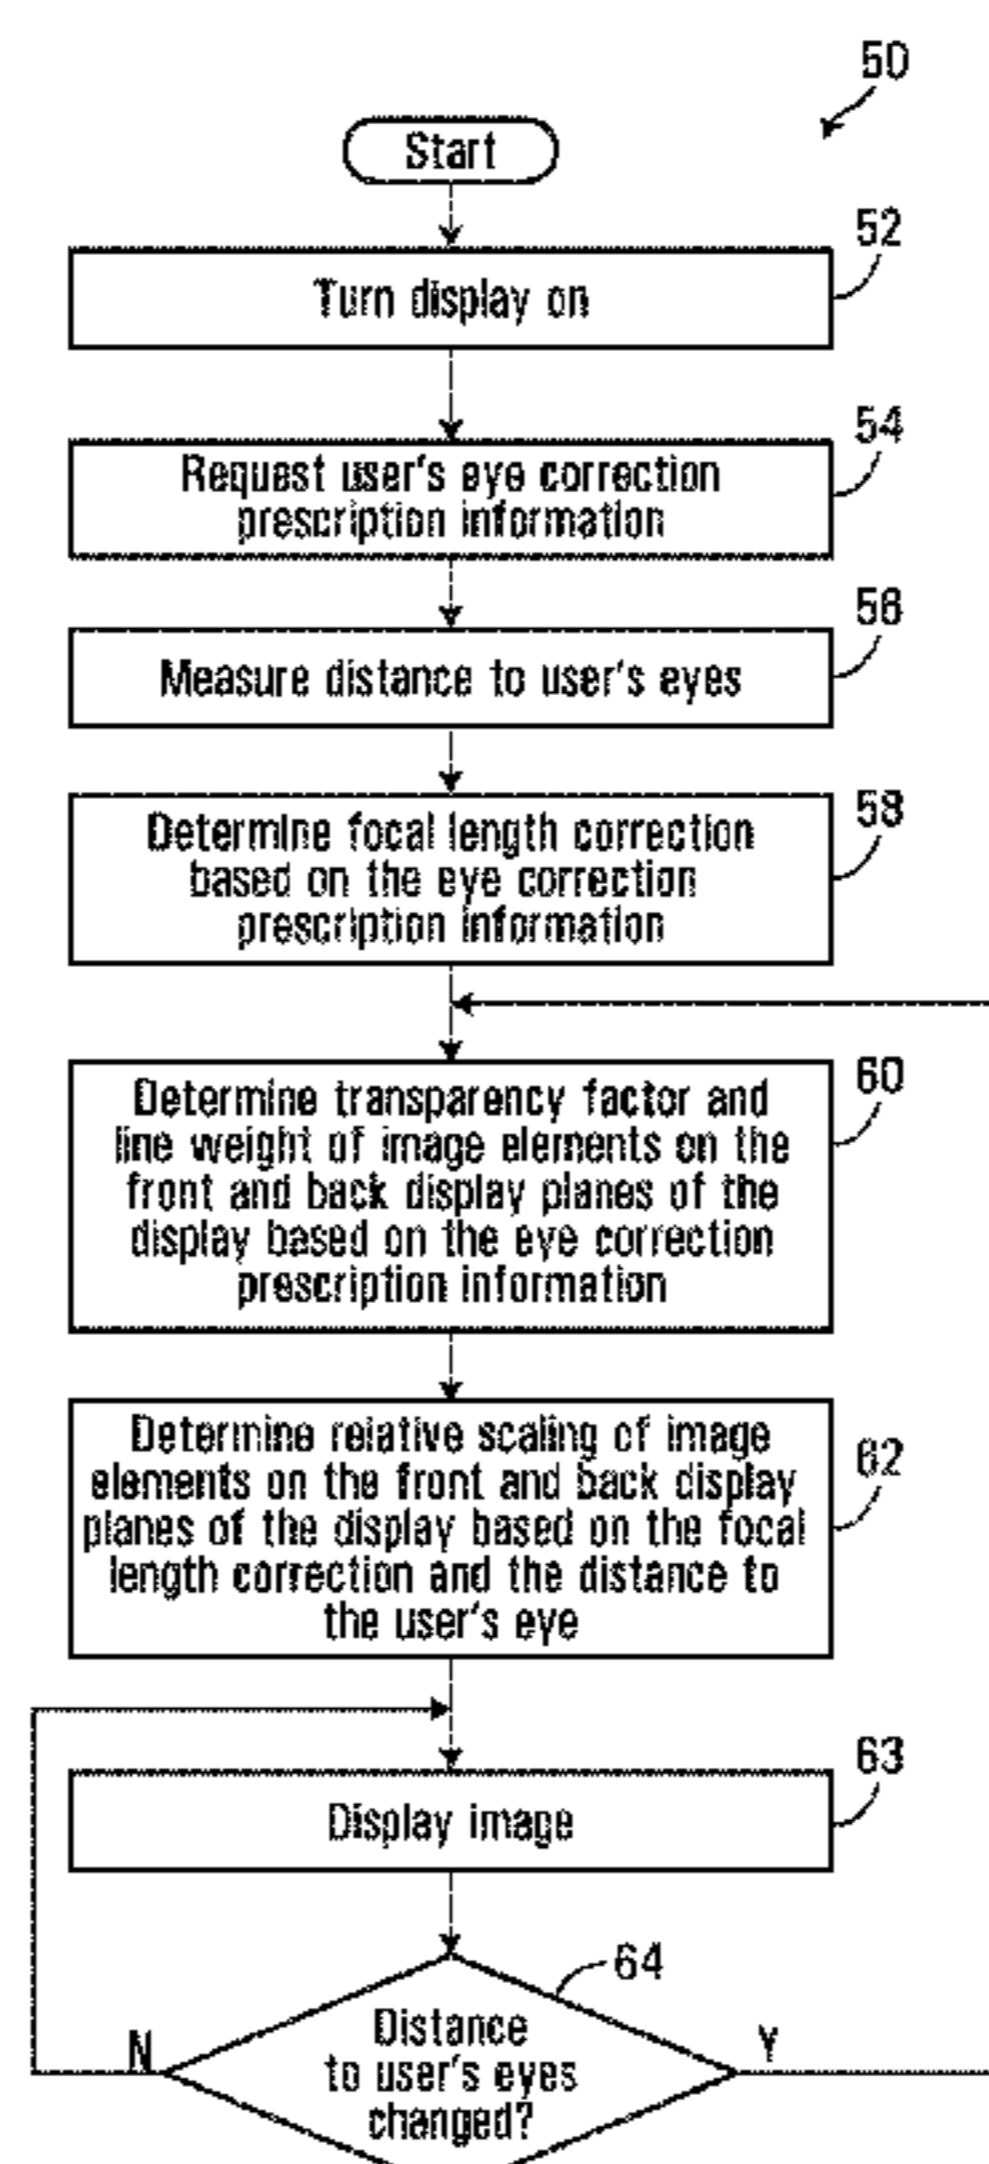 50
Start
52
Turn display on
54
Request user's eye correction
prescription information
56
Measure distance to user's eyes
58
Determine focal length correction
based on the eye correction
prescription information
60
Determine transparency factor and
line weight of image elements on the
front and back display planes of the
display based on the eye correction
prescription information
62
Determine relative scaling of image
elements on the front and back display
planes of the display based on the focal
length correction and the distance to
the user's eye
63
Display image
64
Distance
to user's eyes
changed?
N
Y